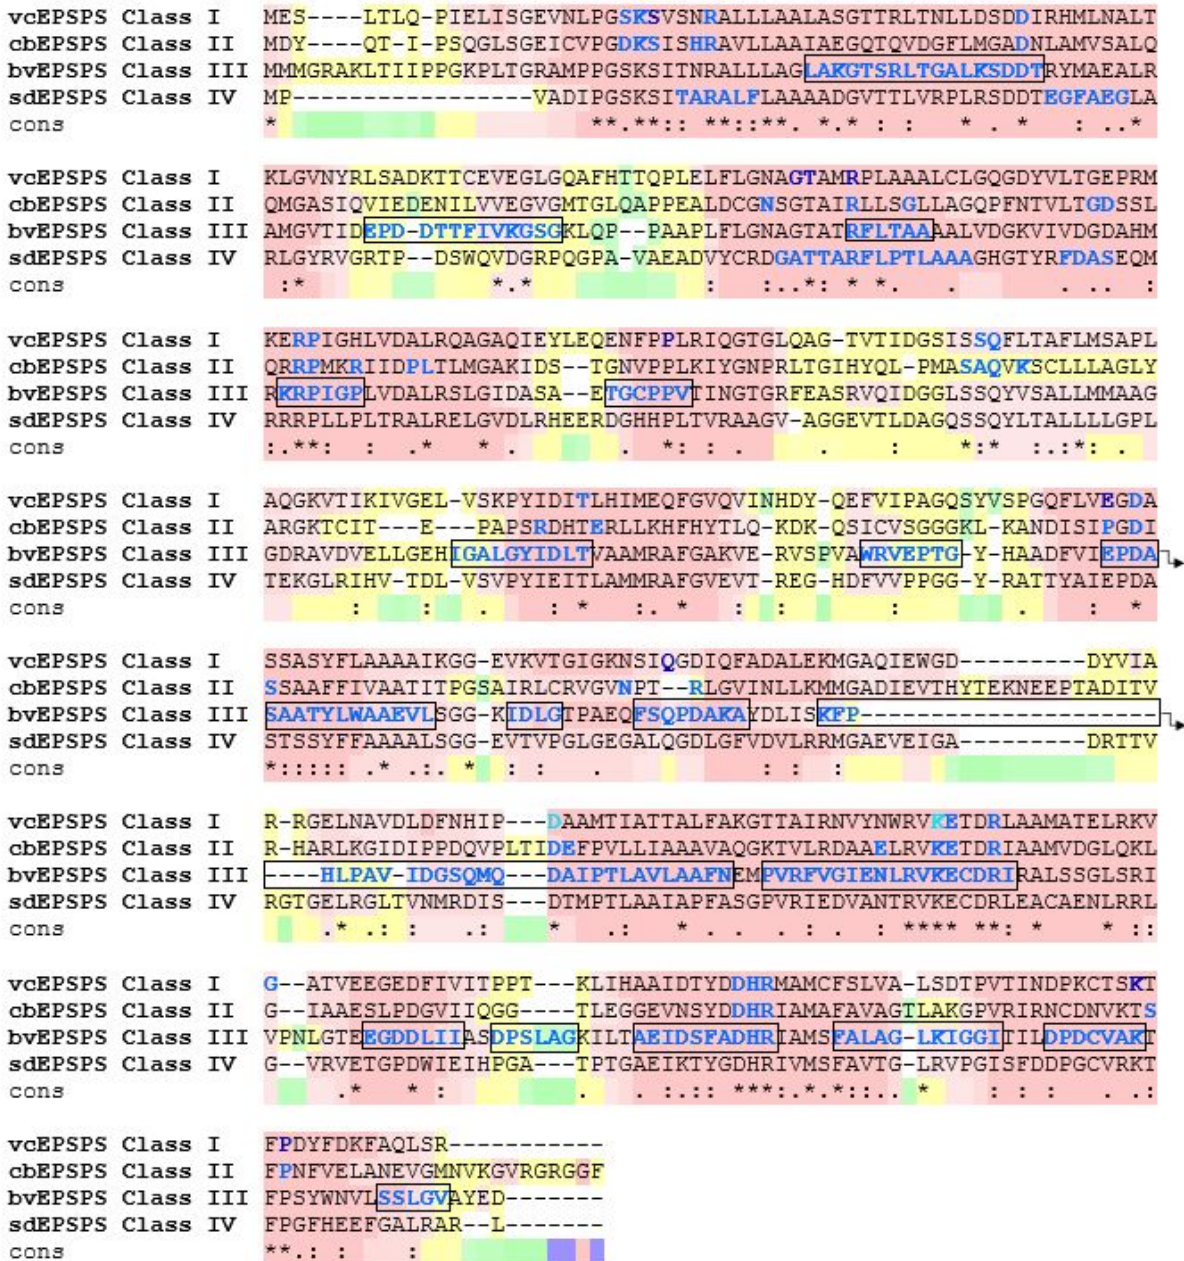 vcEPSPS Class I MES----LTLQ-PIELISGEVNLPGSKSVSNRALLLAALASGTTRLTNLLDSDDIRHMLNALT
cbEPSPS Class II MDY----QT-I-PSQGLSGEICVPGDKSISHRAVLLAAIAEGQTQVDGFLMGADNLAMVSALQ
bvEPSPS Class III MMMGRAKLTIIPPGKPLTGRAMPPGSKSITNRALLLAGLAKGTSRLTGALKSDDTRYMAEALR
sdEPSPS Class IV MP-----------------VADIPGSKSITARALFLAAAADGVTTLVRPLRSDDTEGFAEGLA
cons * **.**:: **::**. *.* : : * . * : ..*
vcEPSPS Class I KLGVNYRLSADKTTCEVEGLGQAFHTTQPLELFLGNAGTAMRPLAAALCLGQGDYVLTGEPRM
cbEPSPS Class II QMGASIQVIEDENILVVEGVGMTGLQAPPEALDCGNSGTAIRLLSGLLAGQPFNTVLTGDSSL
bvEPSPS Class III AMGVTIDEPD-DTTFIVKGSGKLQP--PAAPLFLGNAGTATRFLTAAAALVDGKVIVDGDAHM
sdEPSPS Class IV RLGYRVGRTP--DSWQVDGRPQGPA-VAEADVYCRDGATTARFLPTLAAAGHGTYRFDASEQM
cons :* *.* : :..*: * *. . . .. :
vcEPSPS Class I KERPIGHLVDALRQAGAQIEYLEQENFPPLRIQGTGLQAG-TVTIDGSISSQFLTAFLMSAPL
cbEPSPS Class II QRRPMKRIIDPLTLMGAKIDS--TGNVPPLKIYGNPRLTGIHYQL-PMASAQVKSCLLLAGLY
bvEPSPS Class III RKRPIGPLVDALRSLGIDASA--ETGCPPVTINGTGRFEASRVQIDGGLSSQYVSALLMMAAG
sdEPSPS Class IV RRRPLLPLTRALRELGVDLRHEERDGHHPLTVRAAGV-AGGEVTLDAGQSSQYLTALLLLGPL
cons :.**: : .* *. . *: : . . : *:* :.:*: .
vcEPSPS Class I AQGKVTIKIVGEL-VSKPYIDITLHIMEQFGVQVINHDY-QEFVIPAGQSYVSPGQFLVEGDA
cbEPSPS Class II ARGKTCIT---E---PAPSRDHTERLLKHFHYTLQ-KDK-QSICVSGGGKL-KANDISIPGDI
bvEPSPS Class III GDRAVDVELLGEHIGALGYIDLTVAAMRAFGAKVE-RVSPVAWRVEPTG-Y-HAADFVIEPDA
sdEPSPS Class IV TEKGLRIHV-TDL-VSVPYIEITLAMMRAFGVEVT-REG-HDFVVPPGG-Y-RATTYAIEPDA
cons : : . : * : .* : : : . : *
vcEPSPS Class I SSASYFLAAAAIKGG-EVKVTGIGKNSIQGDIQFADALEKMGAQIEWGD---------DYVIA
cbEPSPS Class II SSAAFFIVAATITPGSAIRLCRVGVNPT--RLGVINLLKMMGADIEVTHYTEKNEEPTADITV
bvEPSPS Class III SAATYLWAAEVLSGG-KIDLGTPAEQFSQPDAKAYDLISKFP---------------------
sdEPSPS Class IV STSSYFFAAAALSGG-EVTVPGLGEGALQGDLGFVDVLRRMGAEVEIGA---------DRTTV
cons *::::: .* .:. * : : . : : :
vcEPSPS Class I R-RGELNAVDLDFNHIP---DAAMTIATTALFAKGTTAIRNVYNWRVKETDRLAAMATELRKV
cbEPSPS Class II R-HARLKGIDIPPDQVPLTIDEFPVLLIAAAVAQGKTVLRDAAELRVKETDRIAAMVDGLQKL
bvEPSPS Class III ----HLPAV-IDGSQMQ---DAIPTLAVLAAFNEMPVRFVGIENLRVKECDRIRALSSGLSRI
sdEPSPS Class IV RGTGELRGLTVNMRDIS---DTMPTLAAIAPFASGPVRIEDVANTRVKECDRLEACAENLRRL
cons .* .: : .: * .: * . . : . : **** **: * * ::
vcEPSPS Class I G--ATVEEGEDFIVITPPT---KLIHAAIDTYDDHRMAMCFSLVA-LSDTPVTINDPKCTSKT
cbEPSPS Class II G--IAAESLPDGVIIQGG----TLEGGEVNSYDDHRIAMAFAVAGTLAKGPVRIRNCDNVKTS
bvEPSPS Class III VPNLGTEEGDDLIIASDPSLAGKILTAEIDSFADHRIAMSFALAG-LKIGGITILDPDCVAKT
sdEPSPS Class IV G--VRVETGPDWIEIHPGA---TPTGAEIKTYGDHRIVMSFAVTG-LRVPGISFDDPGCVRKT
cons .* * : . . :.:: ***:.*.*:.. * : : : . .:
vcEPSPS Class I FPDYFDKFAQLSR-----------
cbEPSPS Class II FPNFVELANEVGMNVKGVRGRGGF
bvEPSPS Class III FPSYWNVLSSLGVAYED-------
sdEPSPS Class IV FPGFHEEFGALRAR--L-------
cons **.: : :